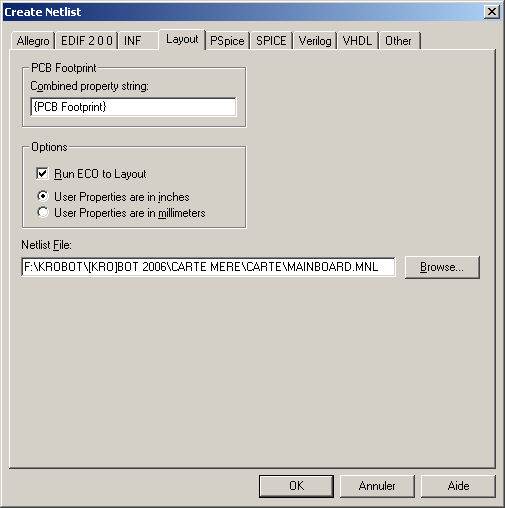 Create Netlist
Allegro EDIF 2 0 0 INF Layout PSpice SPICE Verilog VHDL Other
PCB Footprint
Combined property string:
{PCB Footprint}
Options
Run ECO to Layout
User Properties are in inches
User Properties are in millimeters
Netlist File:
F:\KROBOT\[KRO]BOT 2006\CARTE MERE\CARTE\MAINBOARD.MNL Browse...
OK Annuler Aide